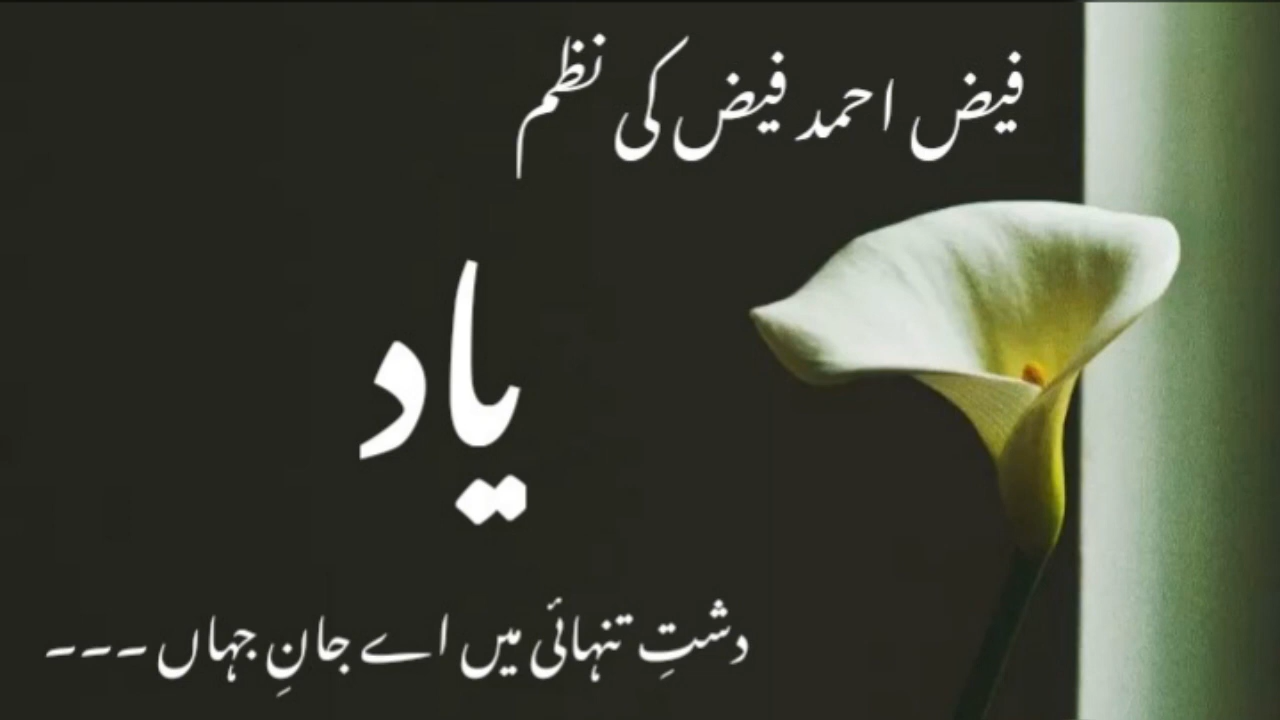 فیض احمد فیض کی نظم
یاد
دشتِ تنہائی میں اے جانِ جہاں ۔۔۔